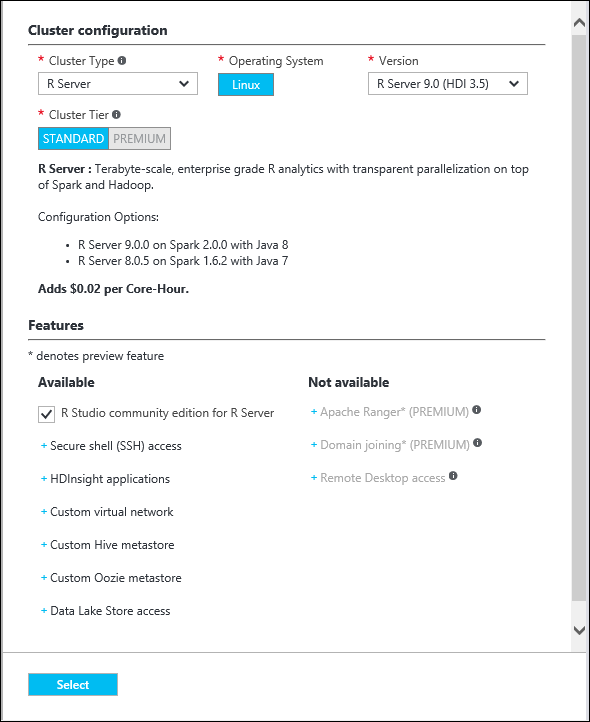 Cluster configuration
* Cluster Type * Operating System * Version
R Server Linux R Server 9.0 (HDI 3.5)
* Cluster Tier
STANDARD PREMIUM
R Server : Terabyte-scale, enterprise grade R analytics with transparent parallelization on top
of Spark and Hadoop.
Configuration Options:
• R Server 9.0.0 on Spark 2.0.0 with Java 8
• R Server 8.0.5 on Spark 1.6.2 with Java 7
Adds $0.02 per Core-Hour.
Features
* denotes preview feature
Available Not available
R Studio community edition for R Server + Apache Ranger* (PREMIUM)
+ Secure shell (SSH) access + Domain joining* (PREMIUM)
+ HDInsight applications + Remote Desktop access
+ Custom virtual network
+ Custom Hive metastore
+ Custom Oozie metastore
+ Data Lake Store access
Select